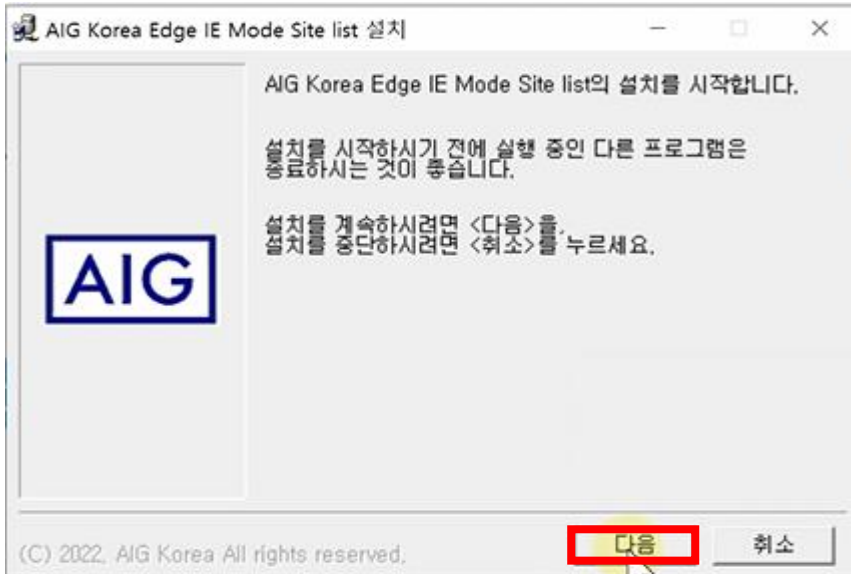 AIG Korea Edge IE Mode Site list 설치
AIG Korea Edge IE Mode Site list의 설치를 시작합니다.
설치를 시작하시기 전에 실행 중인 다른 프로그램은
종료하시는 것이 좋습니다.
설치를 계속하시려면 <다음>을,
설치를 중단하시려면 <취소>를 누르세요.
AIG
(C) 2022, AIG Korea All rights reserved,
다음
취소